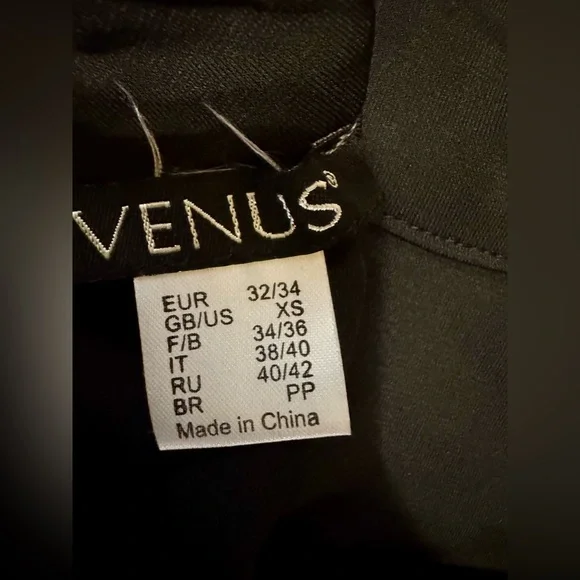 VENUS®
EUR 32/34
GB/US XS
F/B 34/36
IT 38/40
RU 40/42
BR PP
Made in China